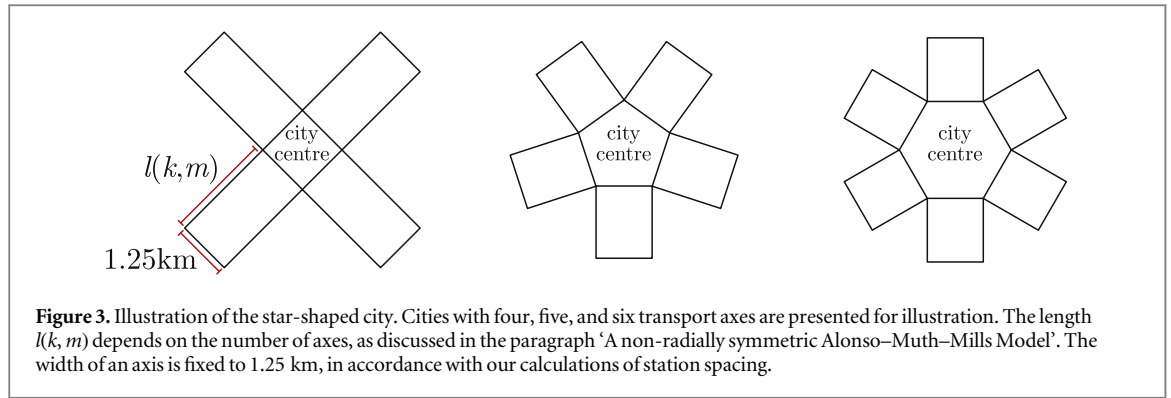 city
centre
city
centre
city
centre
l(k,m)
1.25km
Figure 3. Illustration of the star-shaped city. Cities with four, five, and six transport axes are presented for illustration. The length
l(k, m) depends on the number of axes, as discussed in the paragraph ‘A non-radially symmetric Alonso–Muth–Mills Model’. The
width of an axis is fixed to 1.25 km, in accordance with our calculations of station spacing.